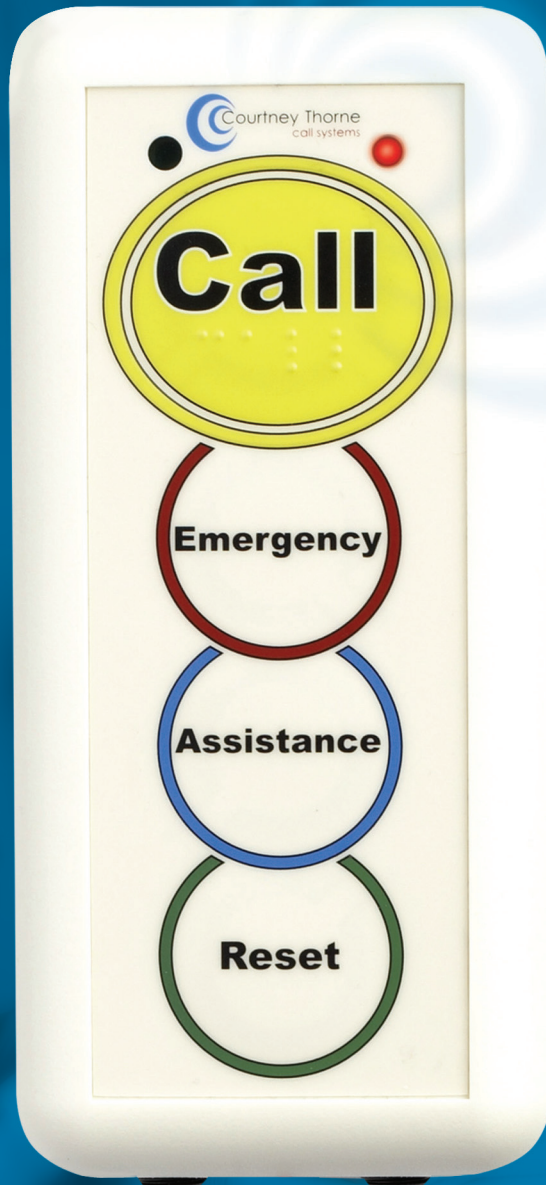 Courtney Thorne
call systems
Call
⠉⠁⠇⠇
Emergency
Assistance
Reset